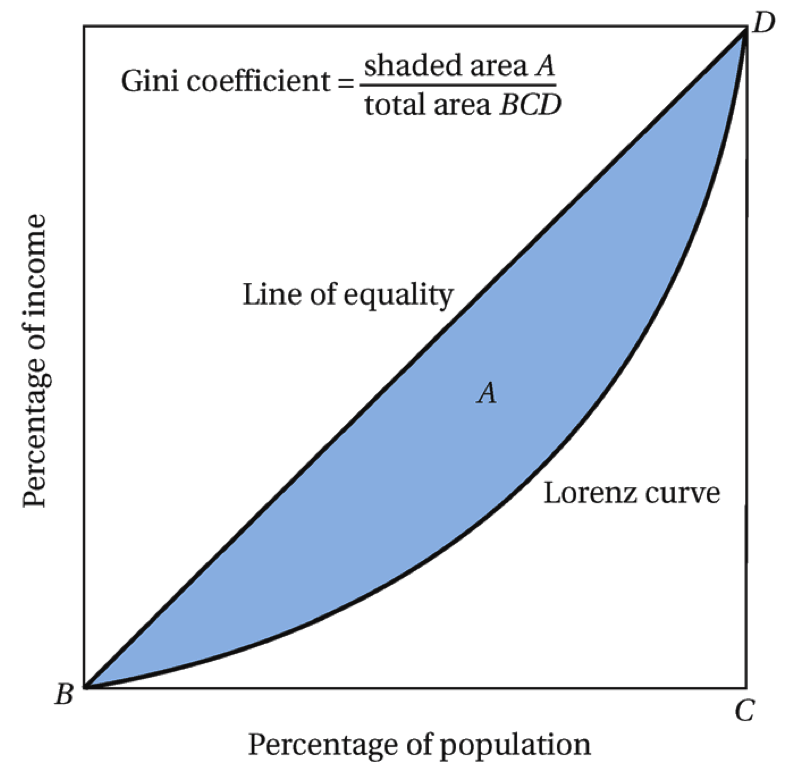 D
Gini coefficient = shaded area A
total area BCD
Percentage of income
Line of equality
A
Lorenz curve
B
C
Percentage of population